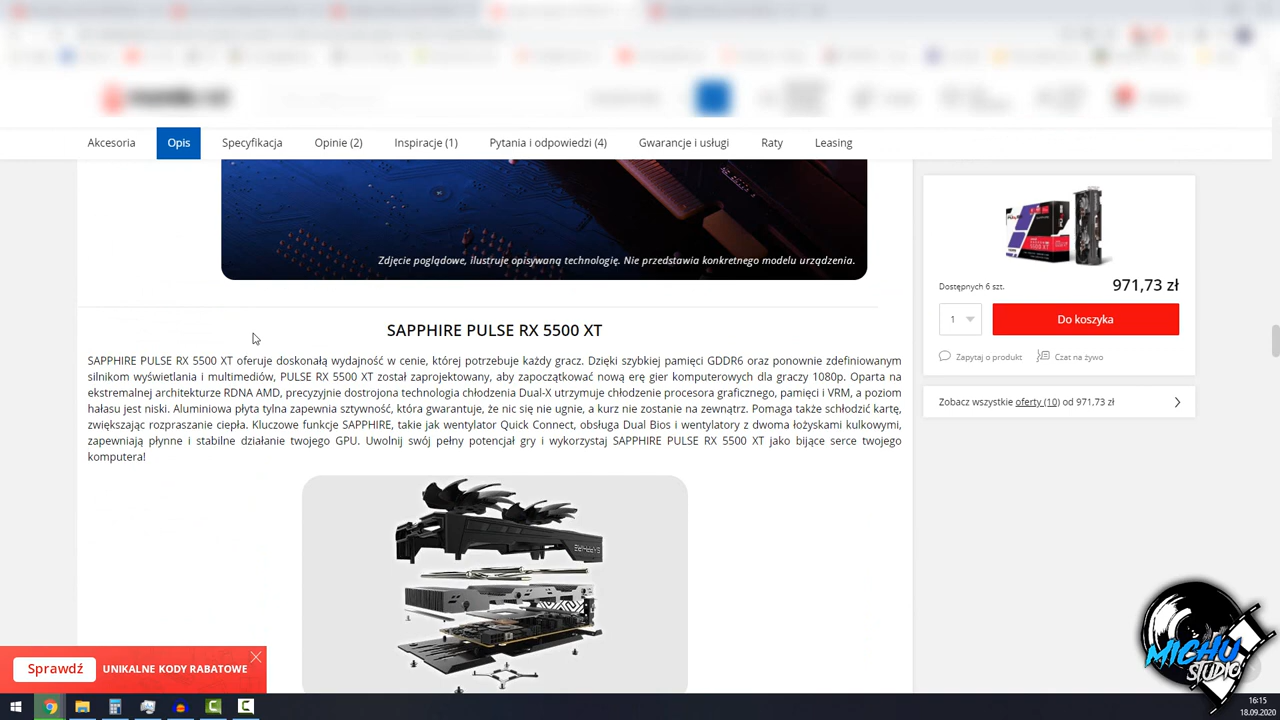 Akcesoria Opis Specyfikacja Opinie (2) Inspiracje (1) Pytania i odpowiedzi (4) Gwarancje i usługi Raty Leasing
Zdjęcie poglądowe, ilustruje opisywaną technologię. Nie przedstawia konkretnego modelu urządzenia.
Dostępnych 6 szt. 971,73 zł
1 Do koszyka
Zapytaj o produkt Czat na żywo
Zobacz wszystkie oferty (10) od 971,73 zł
SAPPHIRE PULSE RX 5500 XT
SAPPHIRE PULSE RX 5500 XT oferuje doskonałą wydajność w cenie, której potrzebuje każdy gracz. Dzięki szybkiej pamięci GDDR6 oraz ponownie zdefiniowanym
silnikom wyświetlania i multimediów, PULSE RX 5500 XT został zaprojektowany, aby zapoczątkować nową erę gier komputerowych dla graczy 1080p. Oparta na
ekstremalnej architekturze RDNA AMD, precyzyjnie dostrojona technologia chłodzenia Dual-X utrzymuje chłodzenie procesora graficznego, pamięci i VRM, a poziom
hałasu jest niski. Aluminiowa płyta tylna zapewnia sztywność, która gwarantuje, że nic się nie ugnie, a kurz nie zostanie na zewnątrz. Pomaga także schłodzić kartę,
zwiększając rozpraszanie ciepła. Kluczowe funkcje SAPPHIRE, takie jak wentylator Quick Connect, obsługa Dual Bios i wentylatory z dwoma łożyskami kulkowymi,
zapewniają płynne i stabilne działanie twojego GPU. Uwolnij swój pełny potencjał gry i wykorzystaj SAPPHIRE PULSE RX 5500 XT jako bijące serce twojego
komputera!
SAPPHIRE
Sprawdź UNIKALNE KODY RABATOWE
MICHU
STUDIO
16:15
18.09.2020